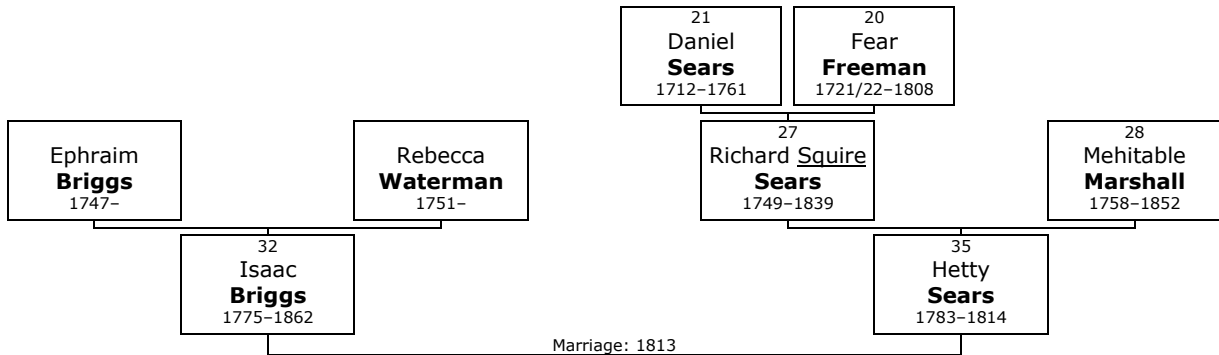 21
Daniel
Sears
1712–1761
20
Fear
Freeman
1721/22–1808
Ephraim
Briggs
1747–
Rebecca
Waterman
1751–
27
Richard Squire
Sears
1749–1839
28
Mehitable
Marshall
1758–1852
32
Isaac
Briggs
1775–1862
35
Hetty
Sears
1783–1814
Marriage: 1813